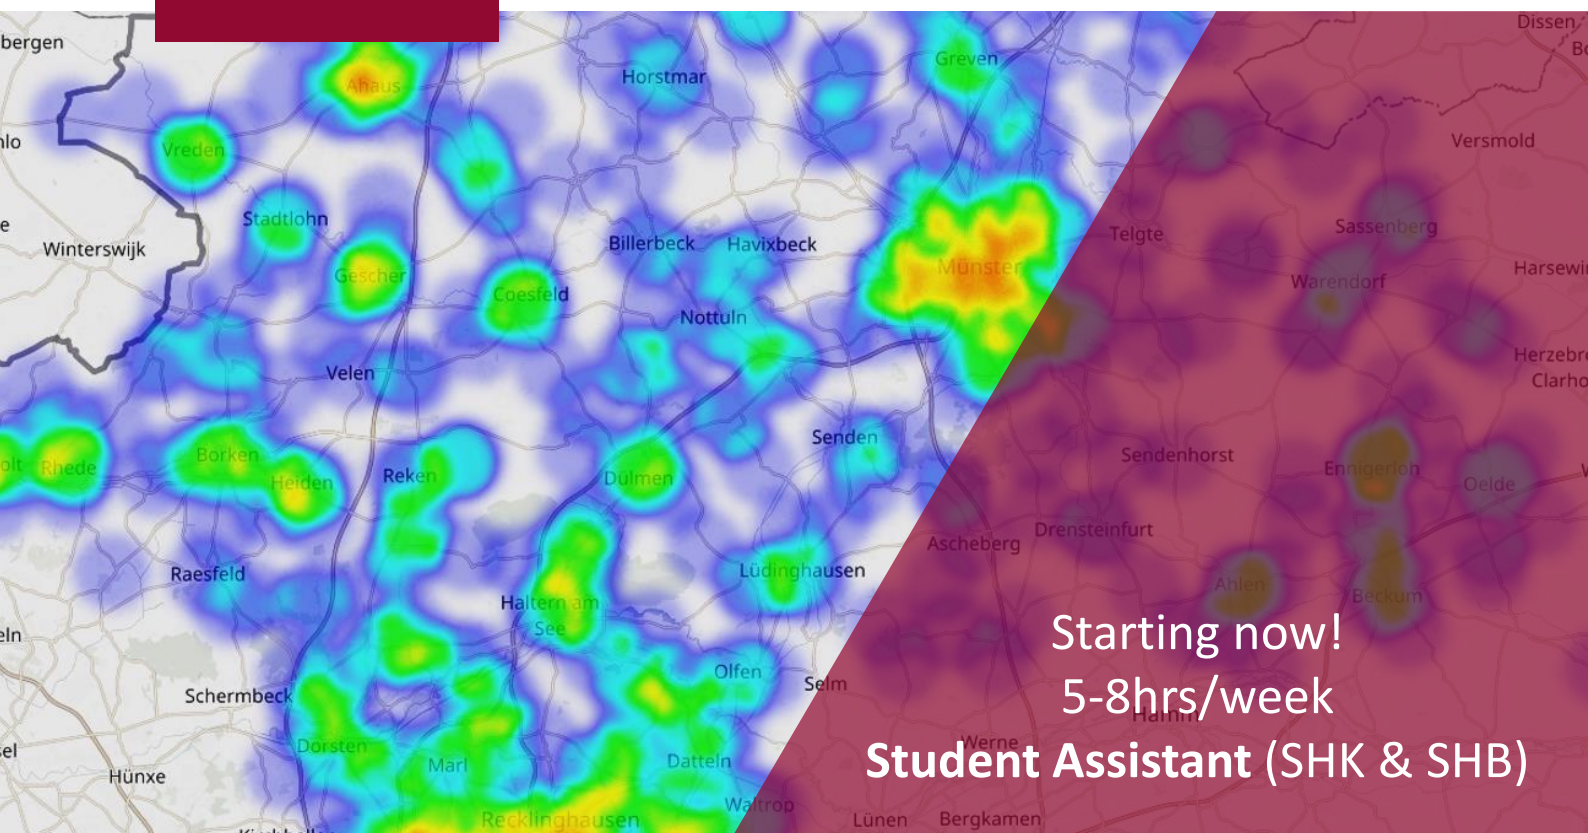 bergen
Dissen
Ahaus
Horstmar
Greven
Versmold
Vreden
Stadtlohn
Sassenberg
Telgte
Winterswijk
Billerbeck
Havixbeck
Münster
Harsewi
Gescher
Warendorf
Coesfeld
Nottuln
Herzebr
Clarho
Velen
Senden
Borken
Sendenhorst
Rhede
Ennigerloh
Reken
Dülmen
Oelde
Heiden
Drensteinfurt
Ascheberg
Raesfeld
Lüdinghausen
Ahlen
Beckum
Haltern am
See
Starting now!
Olfen
Selm
Schermbeck
5-8hrs/week
Hamm
Werne
Dorsten
Datteln
Marl
Student Assistant (SHK & SHB)
Hünxe
Waltrop
Recklinghausen
Lünen
Bergkamen